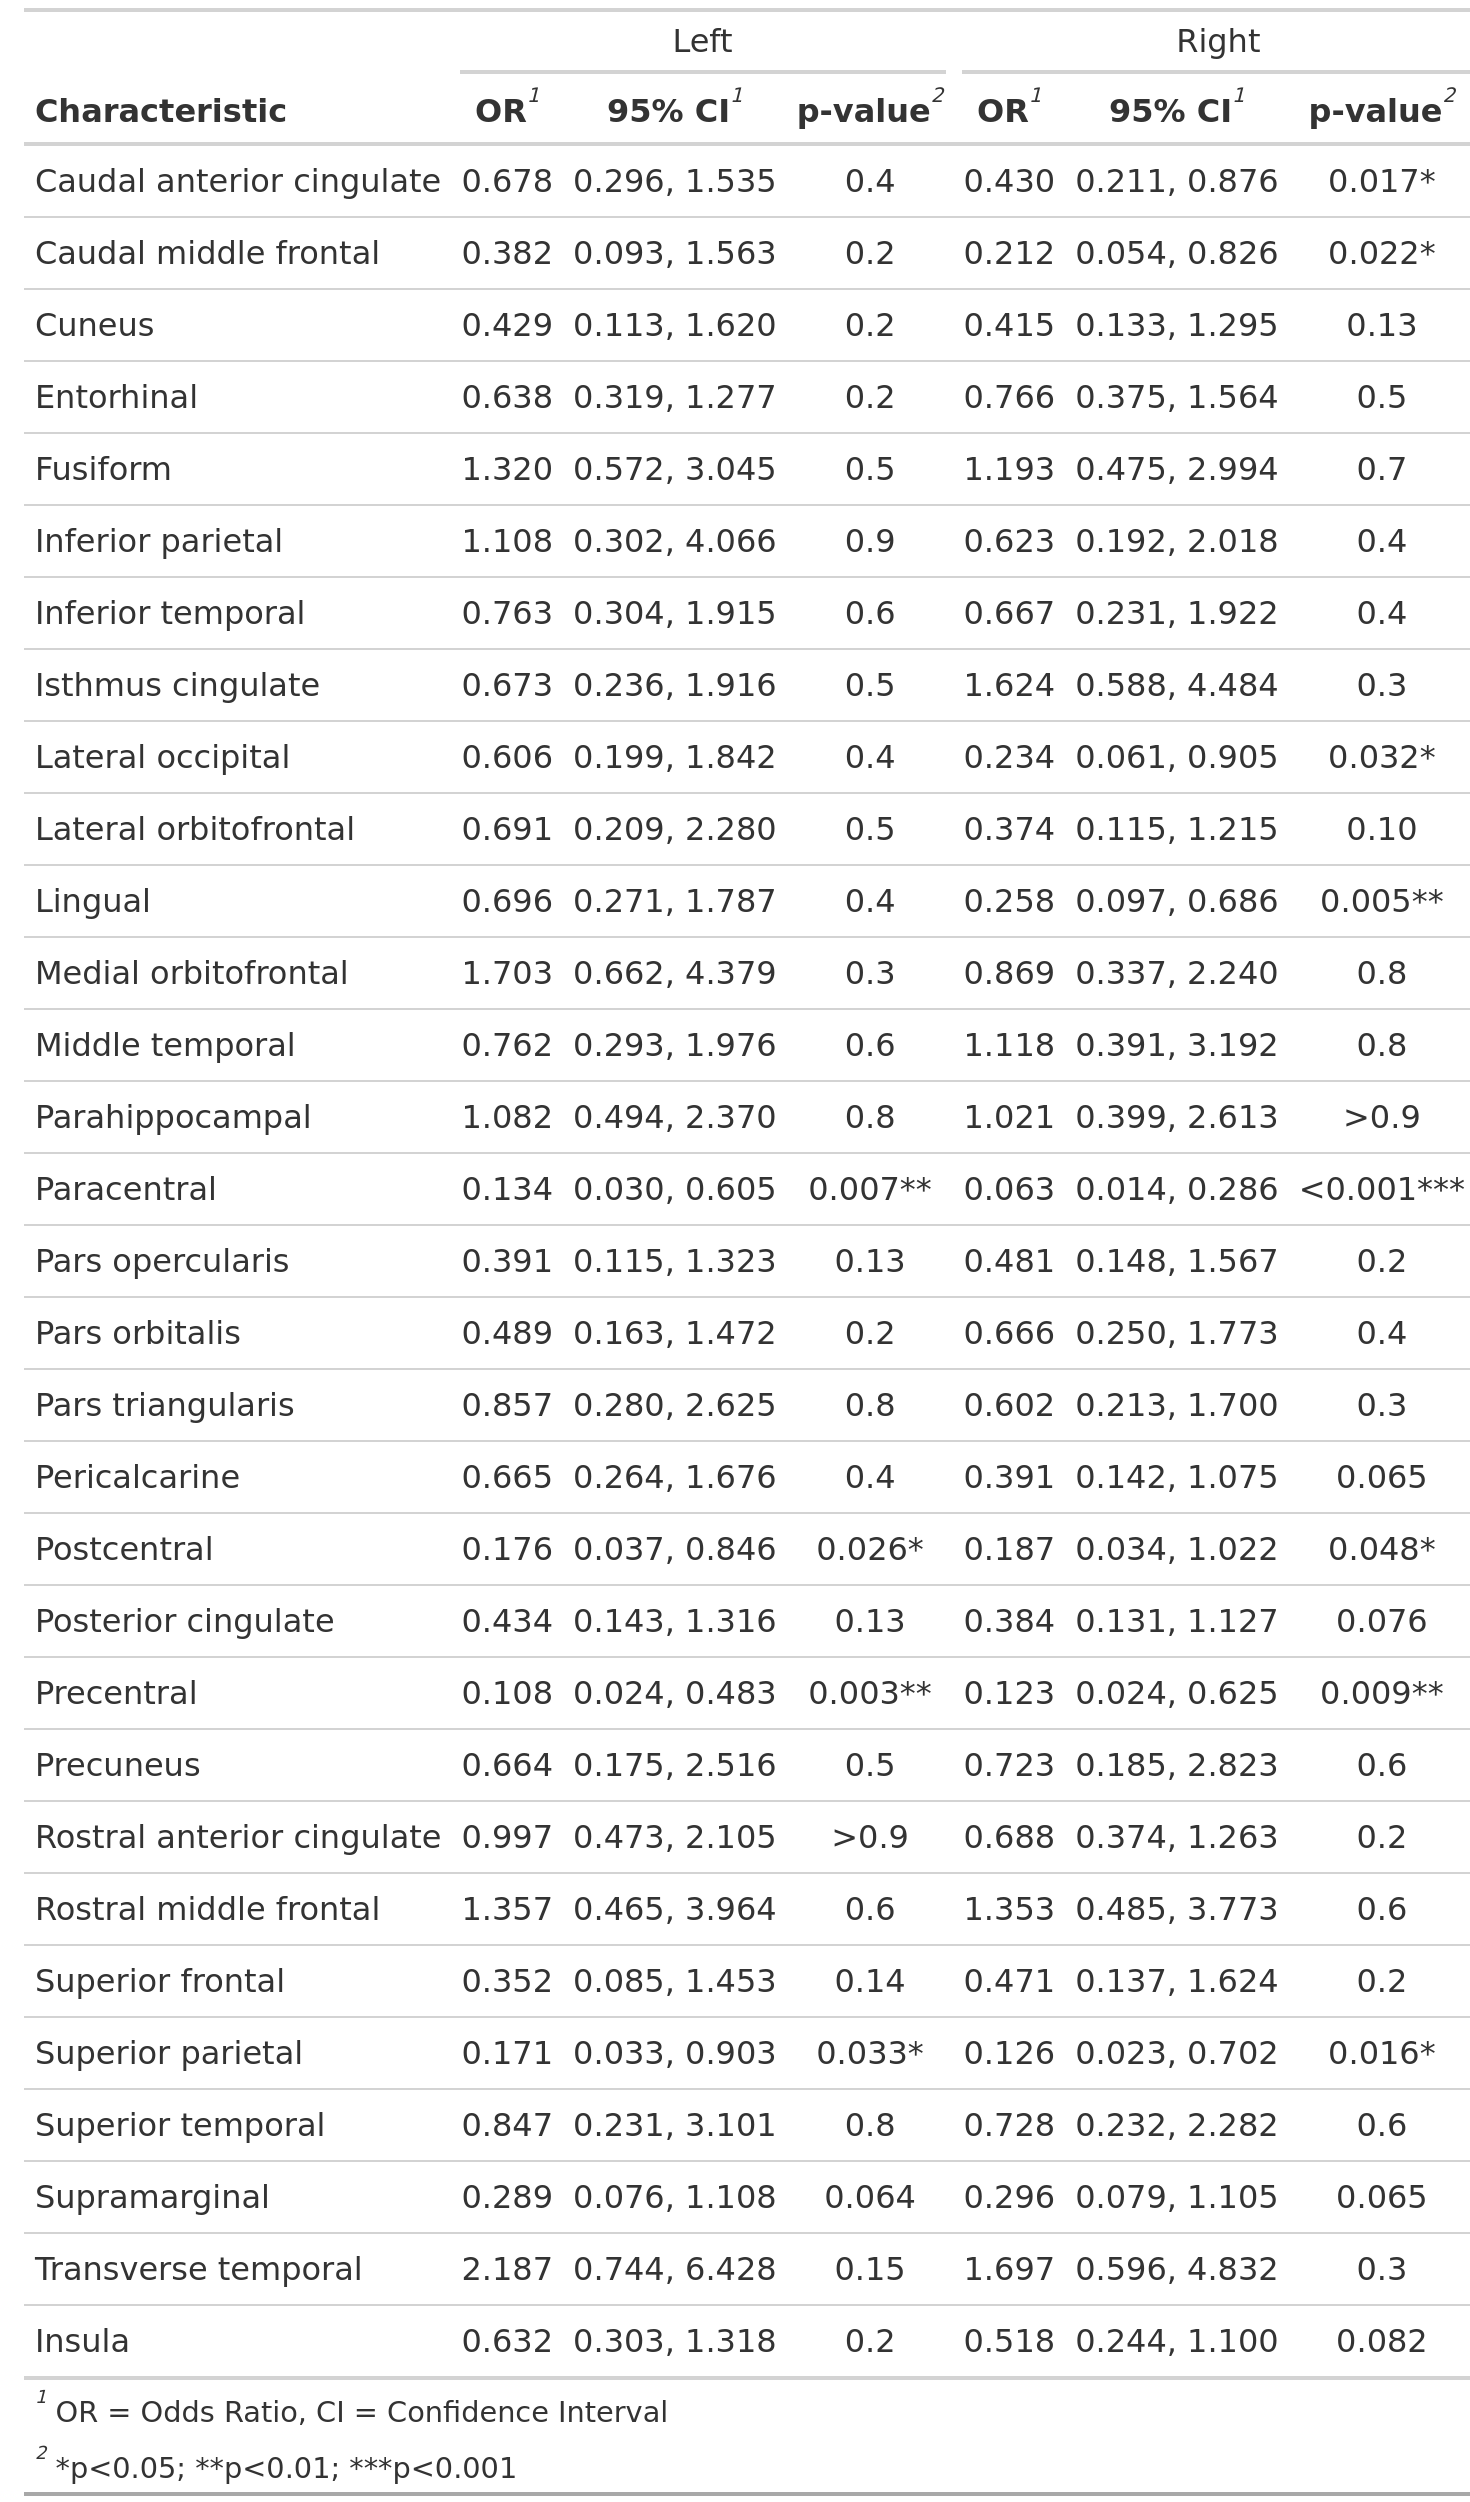 Left Right
Characteristic OR1 95% CI1 p-value2 OR1 95% CI1 p-value2
Caudal anterior cingulate 0.678 0.296, 1.535 0.4 0.430 0.211, 0.876 0.017*
Caudal middle frontal 0.382 0.093, 1.563 0.2 0.212 0.054, 0.826 0.022*
Cuneus 0.429 0.113, 1.620 0.2 0.415 0.133, 1.295 0.13
Entorhinal 0.638 0.319, 1.277 0.2 0.766 0.375, 1.564 0.5
Fusiform 1.320 0.572, 3.045 0.5 1.193 0.475, 2.994 0.7
Inferior parietal 1.108 0.302, 4.066 0.9 0.623 0.192, 2.018 0.4
Inferior temporal 0.763 0.304, 1.915 0.6 0.667 0.231, 1.922 0.4
Isthmus cingulate 0.673 0.236, 1.916 0.5 1.624 0.588, 4.484 0.3
Lateral occipital 0.606 0.199, 1.842 0.4 0.234 0.061, 0.905 0.032*
Lateral orbitofrontal 0.691 0.209, 2.280 0.5 0.374 0.115, 1.215 0.10
Lingual 0.696 0.271, 1.787 0.4 0.258 0.097, 0.686 0.005**
Medial orbitofrontal 1.703 0.662, 4.379 0.3 0.869 0.337, 2.240 0.8
Middle temporal 0.762 0.293, 1.976 0.6 1.118 0.391, 3.192 0.8
Parahippocampal 1.082 0.494, 2.370 0.8 1.021 0.399, 2.613 >0.9
Paracentral 0.134 0.030, 0.605 0.007** 0.063 0.014, 0.286 <0.001***
Pars opercularis 0.391 0.115, 1.323 0.13 0.481 0.148, 1.567 0.2
Pars orbitalis 0.489 0.163, 1.472 0.2 0.666 0.250, 1.773 0.4
Pars triangularis 0.857 0.280, 2.625 0.8 0.602 0.213, 1.700 0.3
Pericalcarine 0.665 0.264, 1.676 0.4 0.391 0.142, 1.075 0.065
Postcentral 0.176 0.037, 0.846 0.026* 0.187 0.034, 1.022 0.048*
Posterior cingulate 0.434 0.143, 1.316 0.13 0.384 0.131, 1.127 0.076
Precentral 0.108 0.024, 0.483 0.003** 0.123 0.024, 0.625 0.009**
Precuneus 0.664 0.175, 2.516 0.5 0.723 0.185, 2.823 0.6
Rostral anterior cingulate 0.997 0.473, 2.105 >0.9 0.688 0.374, 1.263 0.2
Rostral middle frontal 1.357 0.465, 3.964 0.6 1.353 0.485, 3.773 0.6
Superior frontal 0.352 0.085, 1.453 0.14 0.471 0.137, 1.624 0.2
Superior parietal 0.171 0.033, 0.903 0.033* 0.126 0.023, 0.702 0.016*
Superior temporal 0.847 0.231, 3.101 0.8 0.728 0.232, 2.282 0.6
Supramarginal 0.289 0.076, 1.108 0.064 0.296 0.079, 1.105 0.065
Transverse temporal 2.187 0.744, 6.428 0.15 1.697 0.596, 4.832 0.3
Insula 0.632 0.303, 1.318 0.2 0.518 0.244, 1.100 0.082
1 OR = Odds Ratio, CI = Confidence Interval
2 *p<0.05; **p<0.01; ***p<0.001